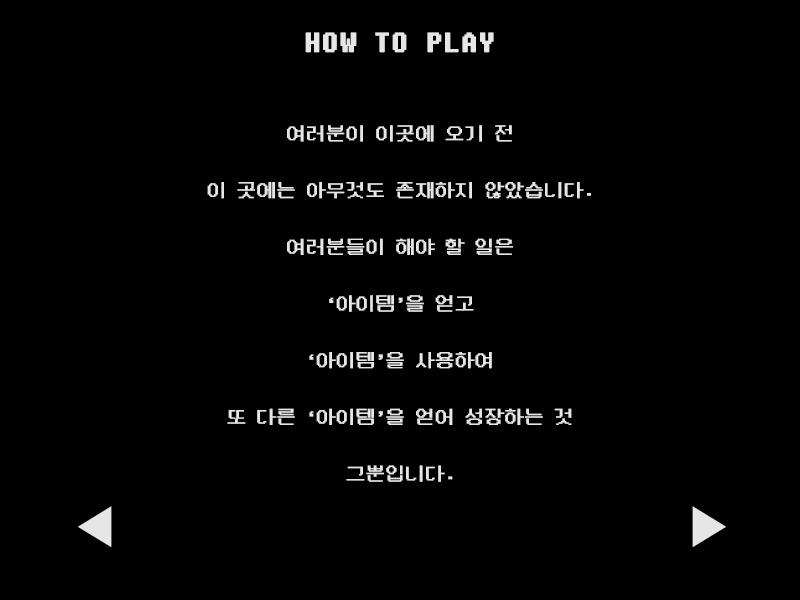 HOW TO PLAY
여러분이 이곳에 오기 전
이 곳에는 아무것도 존재하지 않았습니다.
여러분들이 해야 할 일은
‘아이템’을 얻고
‘아이템’을 사용하여
또 다른 ‘아이템’을 얻어 성장하는 것
그뿐입니다.